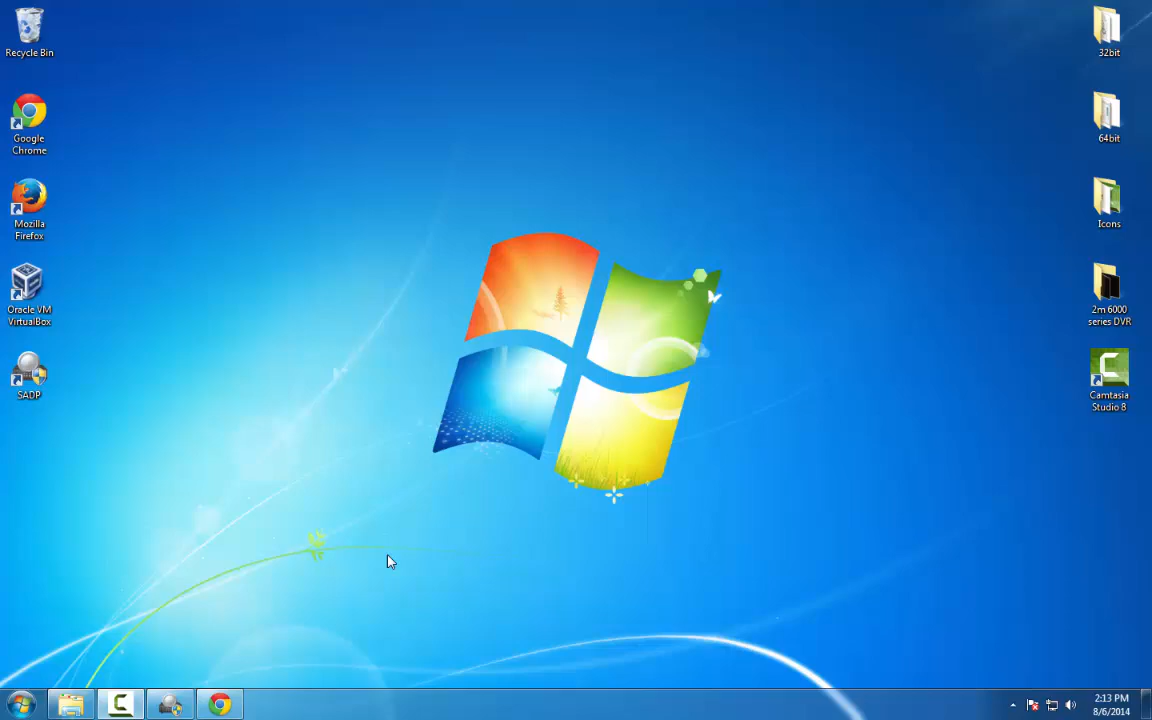 Recycle Bin
Google
Chrome
Mozilla
Firefox
Oracle VM
VirtualBox
SADP
32bit
64bit
Icons
2m 6000
series DVR
Camtasia
Studio 8
2:13 PM
8/6/2014